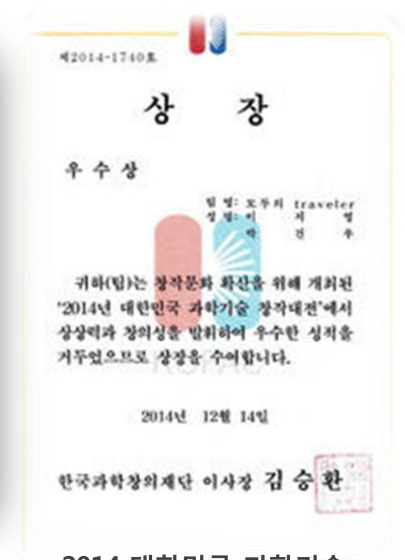 제2014-1740호
상 장
우 수 상
팀 명: 모두의 traveler
성 명: 이 지 영
박 건 우
귀하(팀)는 창작문화 확산을 위해 개최된
'2014년 대한민국 과학기술 창작대전'에서
상상력과 창의성을 발휘하여 우수한 성적을
거두었으므로 상장을 수여합니다.
KOFAC
2014년 12월 14일
한국과학창의재단 이사장 김 승 환
2014 대한민국 과학기술